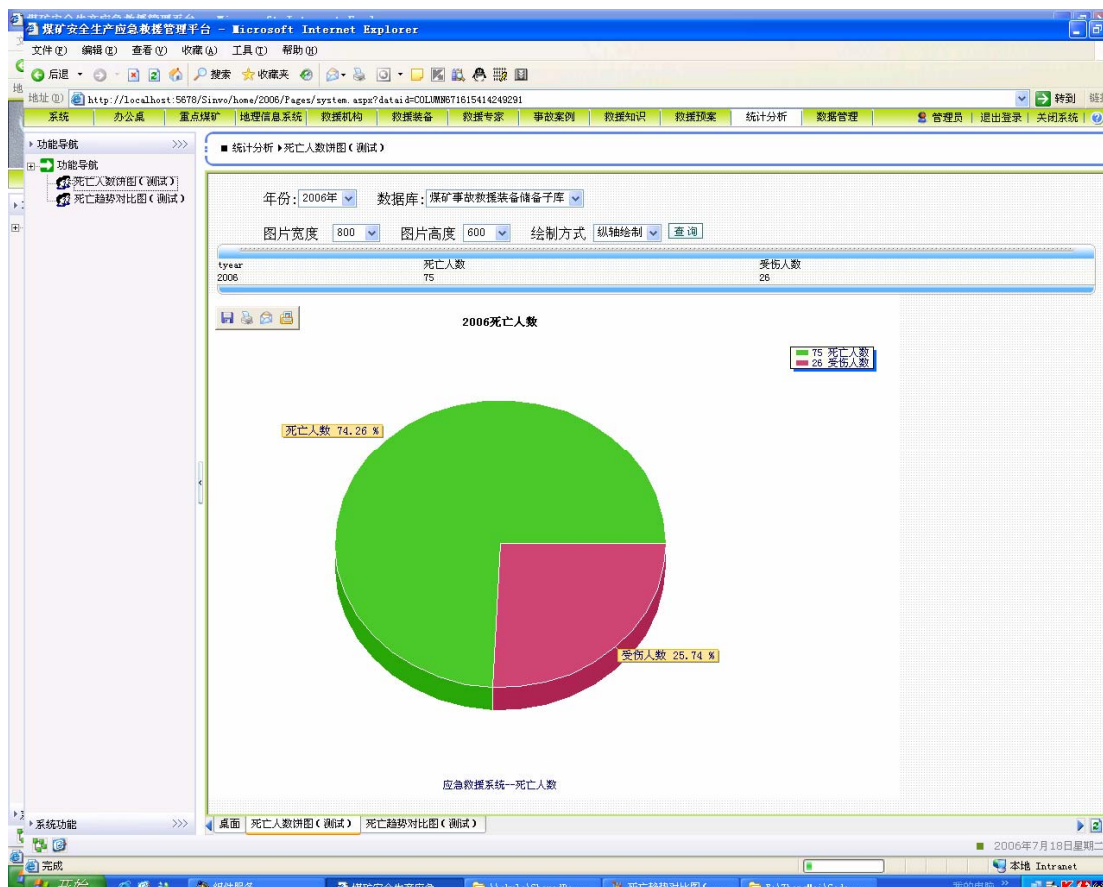 煤矿安全生产应急救援管理平台 - Microsoft Internet Explorer
文件(F) 编辑(E) 查看(V) 收藏(A) 工具(T) 帮助(H)
后退 搜索 收藏夹
地址(D) http://localhost:5678/Sinvo/home/2006/Pages/system.aspx?dataid=COLUMN671615414249291 转到
系统 办公桌 重点煤矿 地理信息系统 救援机构 救援装备 救援专家 事故案例 救援知识 救援预案 统计分析 数据管理 管理员 退出登录 关闭系统
功能导航 >>>
统计分析 死亡人数饼图(测试)
功能导航
死亡人数饼图(测试)
死亡趋势对比图(测试)
年份: 2006年 数据库: 煤矿事故救援装备储备子库
图片宽度 800 图片高度 600 绘制方式 纵轴绘制 查询
tyear 死亡人数 受伤人数
2006 75 26
2006死亡人数
75 死亡人数
26 受伤人数
死亡人数 74.26 %
受伤人数 25.74 %
应急救援系统--死亡人数
系统功能 >>>
桌面 死亡人数饼图(测试) 死亡趋势对比图(测试)
2006年7月18日星期二
完成 本地 Intranet